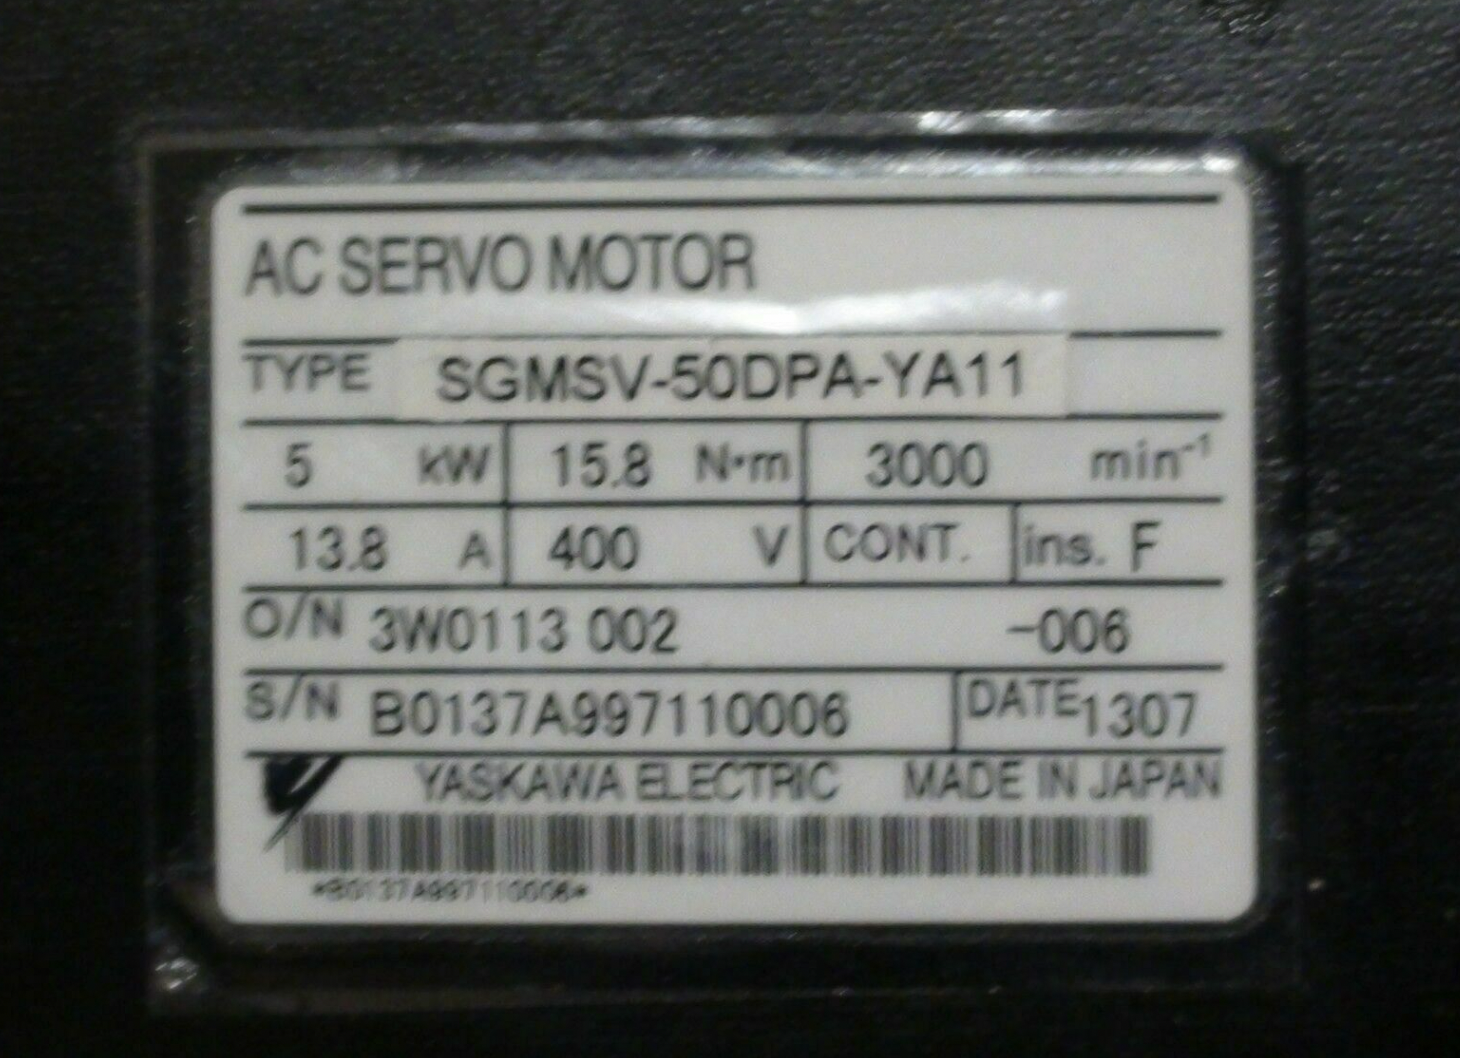 AC SERVO MOTOR
TYPE SGMSV-50DPA-YA11
5 kW 15.8 N·m 3000 min⁻¹
13.8 A 400 V CONT. ins. F
O/N 3W0113 002 -006
S/N B0137A997110006 DATE 1307
YASKAWA ELECTRIC MADE IN JAPAN
*B0137A997110006*